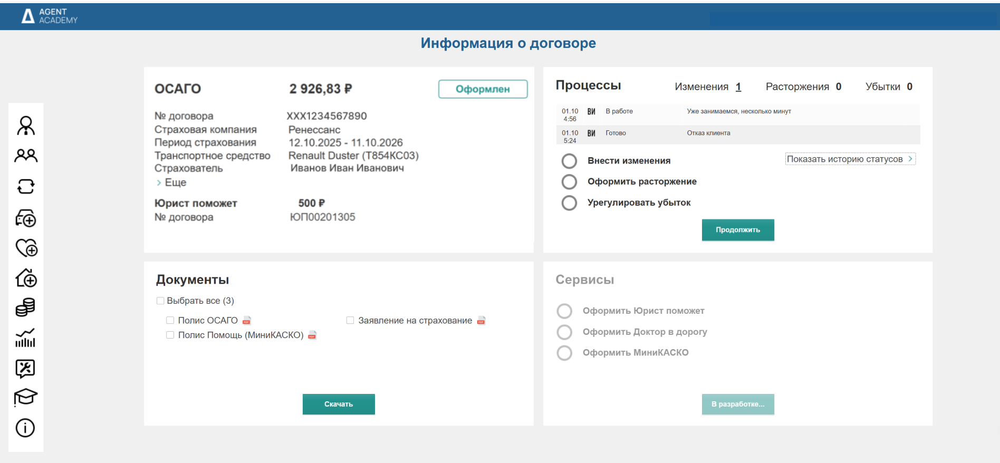 AGENT
ACADEMY
Информация о договоре
ОСАГО 2 926,83 ₽ Оформлен
№ договора XXX1234567890
Страховая компания Ренессанс
Период страхования 12.10.2025 - 11.10.2026
Транспортное средство Renault Duster (T854KC03)
Страхователь Иванов Иван Иванович
Еще
Юрист поможет 500 ₽
№ договора ЮП00201305
Процессы Изменения 1 Расторжения 0 Убытки 0
01.10 4:56 ВИ В работе Уже занимаемся, несколько минут
01.10 5:24 ВИ Готово Отказ клиента
Внести изменения Показать историю статусов
Оформить расторжение
Урегулировать убыток
Продолжить
Документы
Выбрать все (3)
Полис ОСАГО PDF Заявление на страхование PDF
Полис Помощь (МиниКАСКО) PDF
Скачать
Сервисы
Оформить Юрист поможет
Оформить Доктор в дорогу
Оформить МиниКАСКО
В разработке...